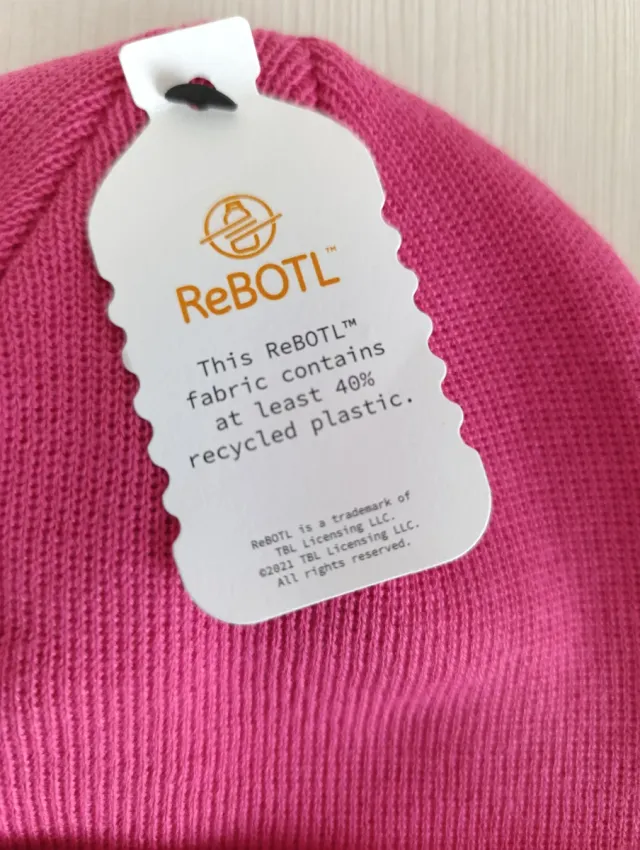 ReBOTL™
This ReBOTL™
fabric contains
at least 40%
recycled plastic.
ReBOTL is a trademark of
TBL Licensing LLC.
©2021 TBL Licensing LLC.
All rights reserved.